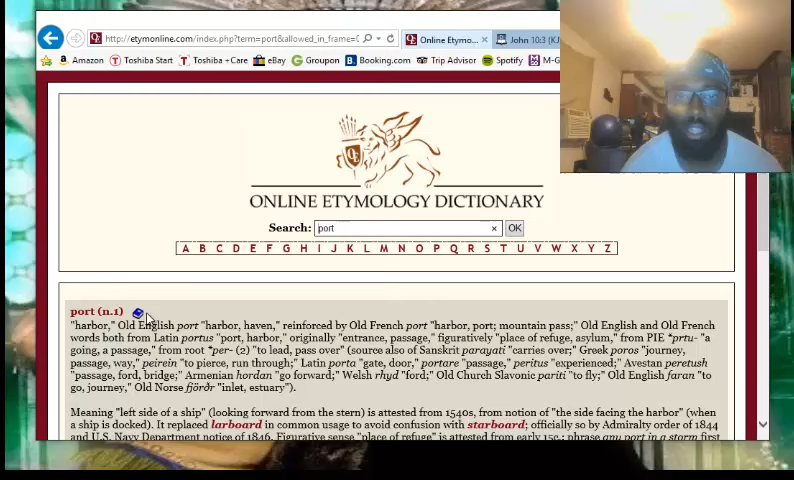 http://etymonline.com/index.php?term=port&allowed_in_frame=0
Online Etymo...
John 10:3 (KJ
Amazon Toshiba Start Toshiba +Care eBay Groupon Booking.com Trip Advisor Spotify M-G
ONLINE ETYMOLOGY DICTIONARY
Search: port × OK
A B C D E F G H I J K L M N O P Q R S T U V W X Y Z
port (n.1)
"harbor," Old English port "harbor, haven," reinforced by Old French port "harbor, port; mountain pass;" Old English and Old French
words both from Latin portus "port, harbor," originally "entrance, passage," figuratively "place of refuge, asylum," from PIE *prtu- "a
going, a passage," from root *per- (2) "to lead, pass over" (source also of Sanskrit parayati "carries over;" Greek poros "journey,
passage, way," peirein "to pierce, run through;" Latin porta "gate, door," portare "passage," peritus "experienced;" Avestan peretush
"passage, ford, bridge;" Armenian hordan "go forward;" Welsh rhyd "ford;" Old Church Slavonic pariti "to fly;" Old English faran "to
go, journey," Old Norse fjörðr "inlet, estuary").
Meaning "left side of a ship" (looking forward from the stern) is attested from 1540s, from notion of "the side facing the harbor" (when
a ship is docked). It replaced larboard in common usage to avoid confusion with starboard; officially so by Admiralty order of 1844
and U.S. Navy Department notice of 1846. Figurative sense "place of refuge" is attested from early 15c.; phrase any port in a storm first